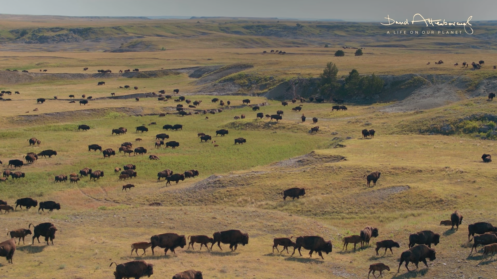 David Attenborough
A LIFE ON OUR PLANET